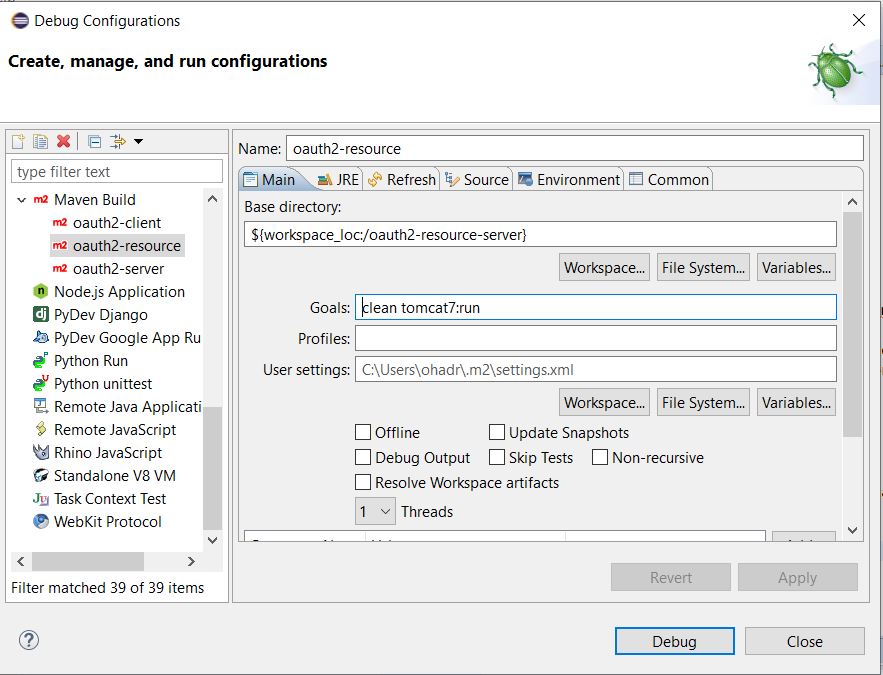 Debug Configurations
Create, manage, and run configurations
type filter text
Maven Build
oauth2-client
oauth2-resource
oauth2-server
Node.js Application
PyDev Django
PyDev Google App Ru
Python Run
Python unittest
Remote Java Applicati
Remote JavaScript
Rhino JavaScript
Standalone V8 VM
Task Context Test
WebKit Protocol
Filter matched 39 of 39 items
Name: oauth2-resource
Main JRE Refresh Source Environment Common
Base directory:
${workspace_loc:/oauth2-resource-server}
Workspace... File System... Variables...
Goals: clean tomcat7:run
Profiles:
User settings: C:\Users\ohadr\.m2\settings.xml
Workspace... File System... Variables...
Offline Update Snapshots
Debug Output Skip Tests Non-recursive
Resolve Workspace artifacts
1 Threads
Revert Apply
Debug Close